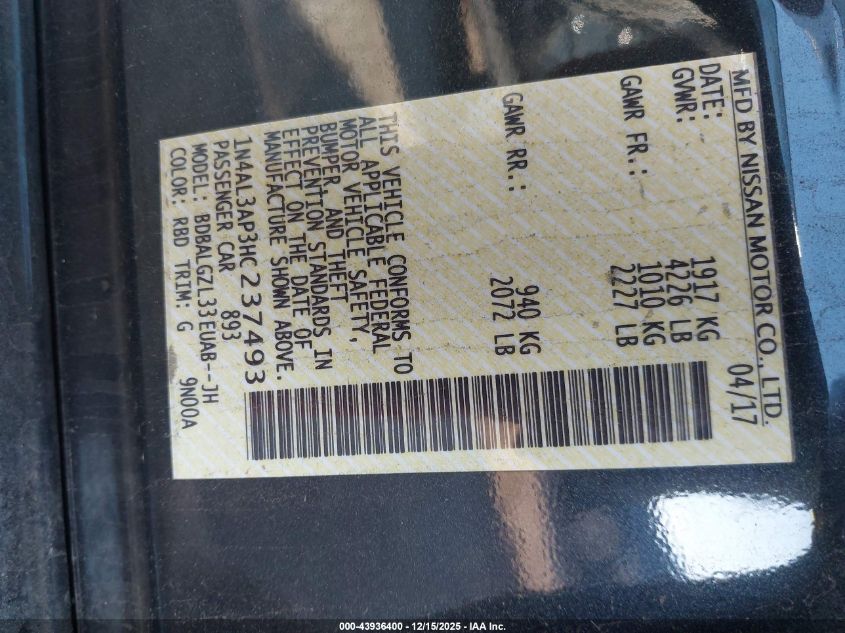 MFD BY NISSAN MOTOR CO., LTD.
DATE: 04/17
GVWR: 1917 KG
4226 LB
GAWR FR.: 1010 KG
2227 LB
GAWR RR.: 940 KG
2072 LB
THIS VEHICLE CONFORMS TO
ALL APPLICABLE FEDERAL
MOTOR VEHICLE SAFETY,
BUMPER, AND THEFT
PREVENTION STANDARDS IN
EFFECT ON THE DATE OF
MANUFACTURE SHOWN ABOVE.
1N4AL3AP3HC237493
PASSENGER CAR 893
MODEL: BDBALGZL33EUAB--JH
COLOR: RBD TRIM: G 9N00A
000-43936400 - 12/15/2025 - IAA Inc.